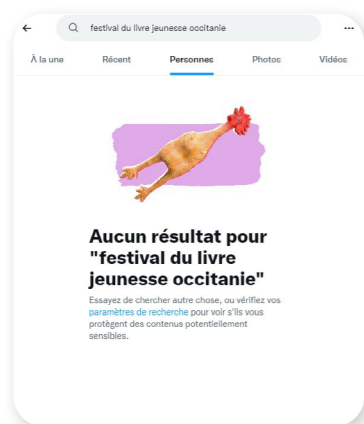 festival du livre jeunesse occitanie
À la une Récent Personnes Photos Vidéos
Aucun résultat pour
"festival du livre
jeunesse occitanie"
Essayez de chercher autre chose, ou vérifiez vos
paramètres de recherche pour voir s'ils vous
protègent des contenus potentiellement
sensibles.